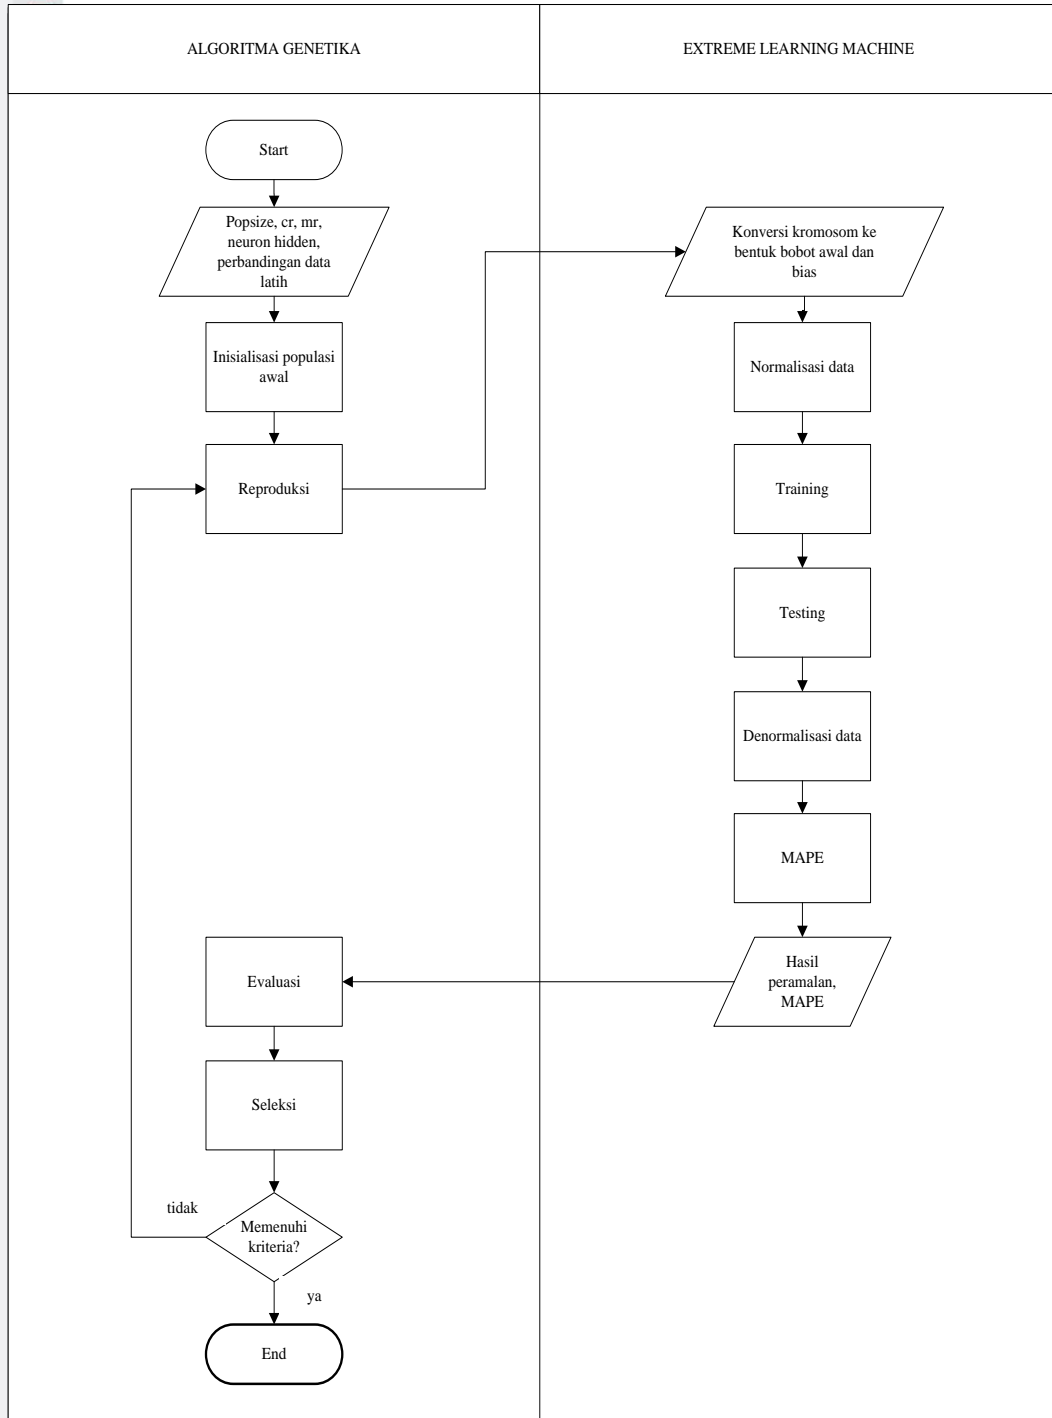 ALGORITMA GENETIKA
EXTREME LEARNING MACHINE
Start
Popsize, cr, mr,
neuron hidden,
perbandingan data
latih
Inisialisasi populasi
awal
Reproduksi
Konversi kromosom ke
bentuk bobot awal dan
bias
Normalisasi data
Training
Testing
Denormalisasi data
MAPE
Hasil
peramalan,
MAPE
Evaluasi
Seleksi
Memenuhi
kriteria?
tidak
ya
End